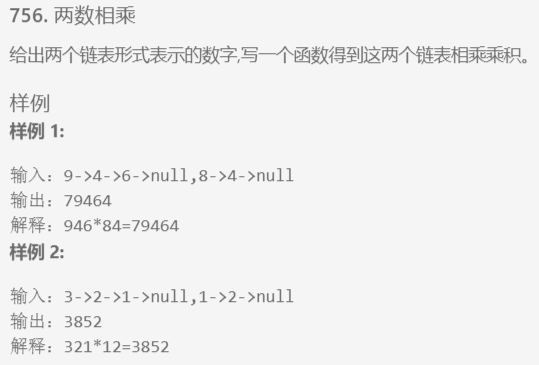 756. 两数相乘
给出两个链表形式表示的数字,写一个函数得到这两个链表相乘乘积。
样例
样例 1:
输入：9->4->6->null,8->4->null
输出：79464
解释：946*84=79464
样例 2:
输入：3->2->1->null,1->2->null
输出：3852
解释：321*12=3852